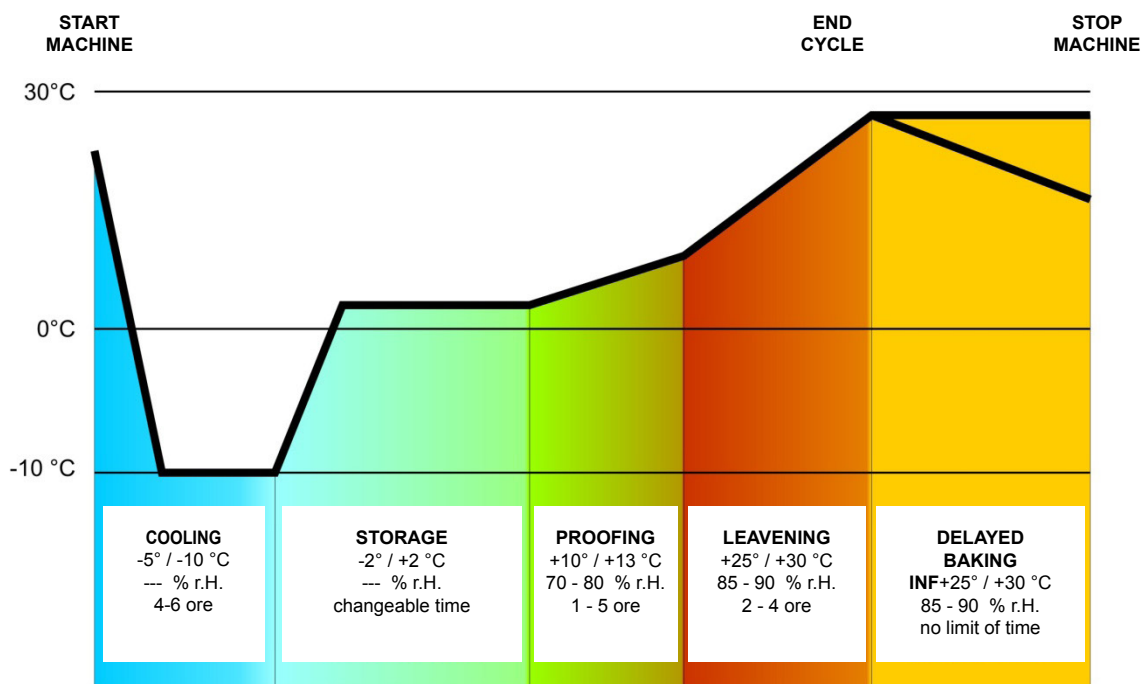 START
MACHINE
END
CYCLE
STOP
MACHINE
30°C
0°C
-10 °C
COOLING
-5° / -10 °C
--- % r.H.
4-6 ore
STORAGE
-2° / +2 °C
--- % r.H.
changeable time
PROOFING
+10° / +13 °C
70 - 80 % r.H.
1 - 5 ore
LEAVENING
+25° / +30 °C
85 - 90 % r.H.
2 - 4 ore
DELAYED
BAKING
INF+25° / +30 °C
85 - 90 % r.H.
no limit of time